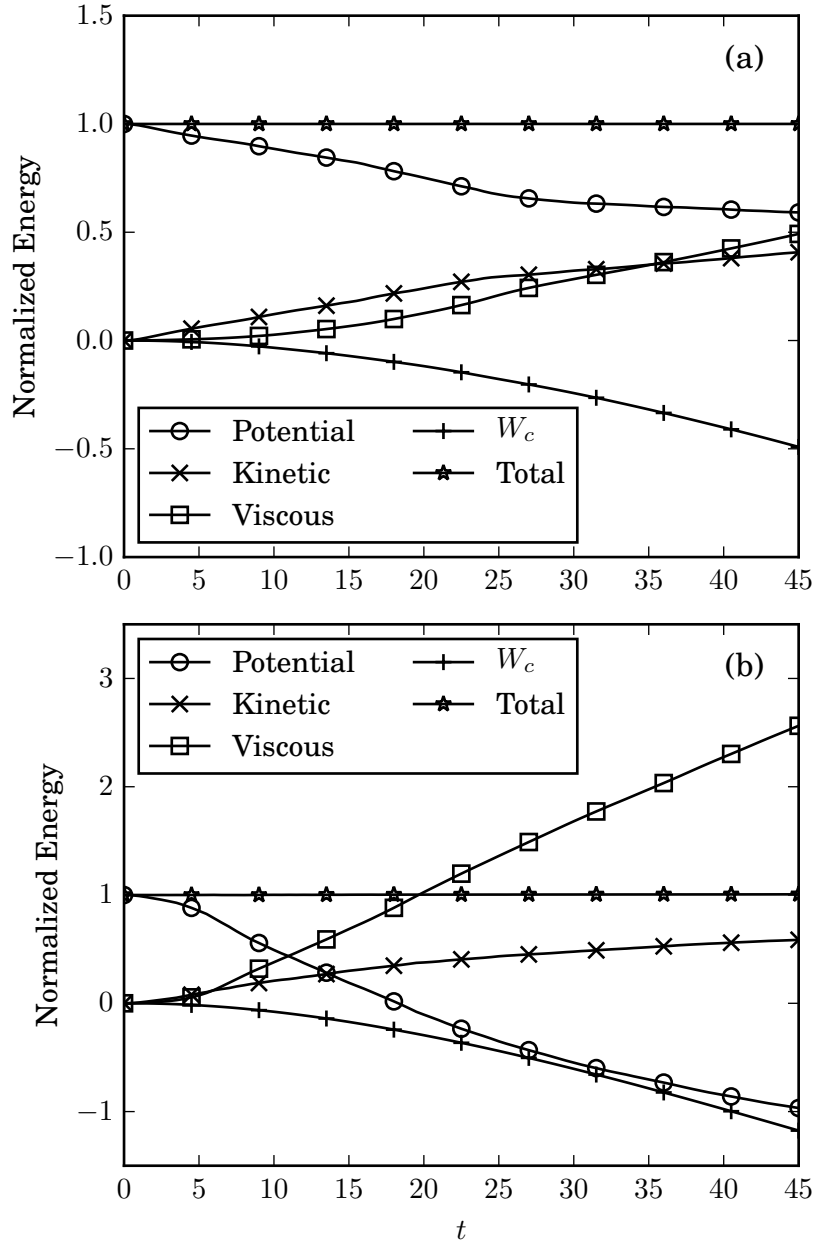 1.5
(a)
1.0
0.5
0.0
−0.5
−1.0
Normalized Energy
Potential
Kinetic
Viscous
W_c
Total
0 5 10 15 20 25 30 35 40 45
3
2
1
0
−1
Normalized Energy
Potential
Kinetic
Viscous
W_c
Total
(b)
0 5 10 15 20 25 30 35 40 45
t